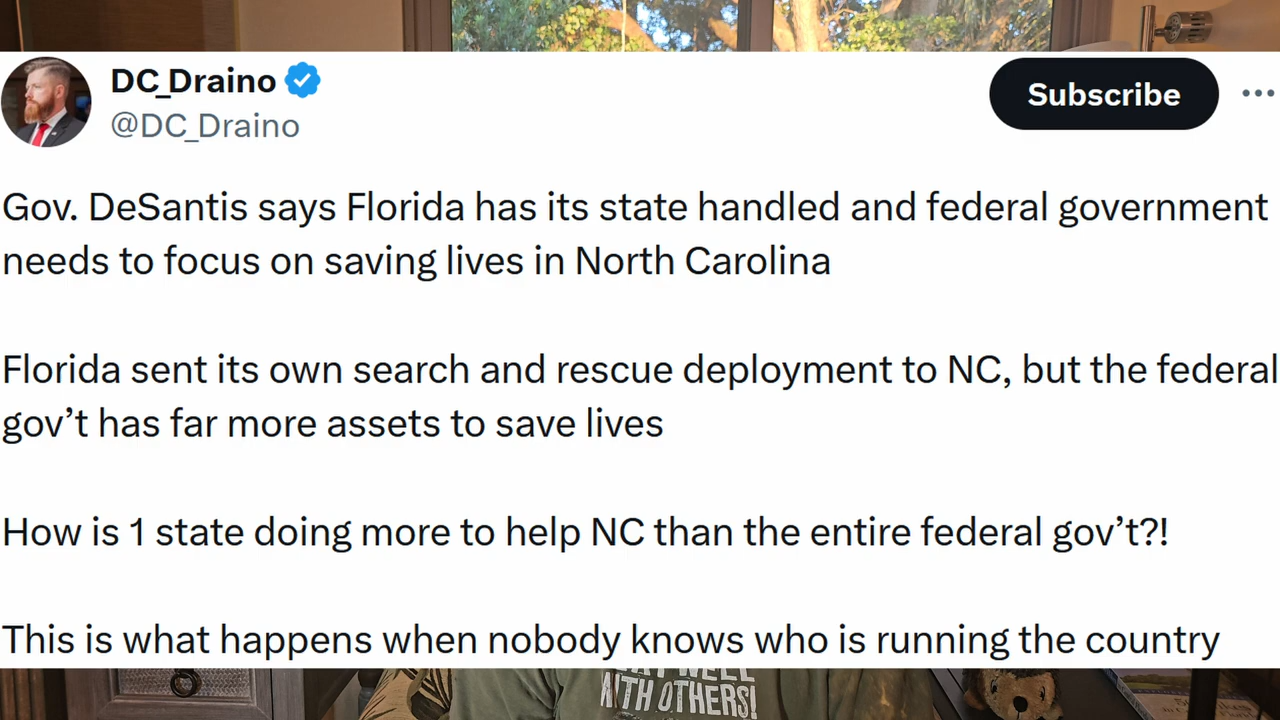 DC_Draino
@DC_Draino
Subscribe
Gov. DeSantis says Florida has its state handled and federal government
needs to focus on saving lives in North Carolina
Florida sent its own search and rescue deployment to NC, but the federal
gov’t has far more assets to save lives
How is 1 state doing more to help NC than the entire federal gov’t?!
This is what happens when nobody knows who is running the country
WITH OTHERS!